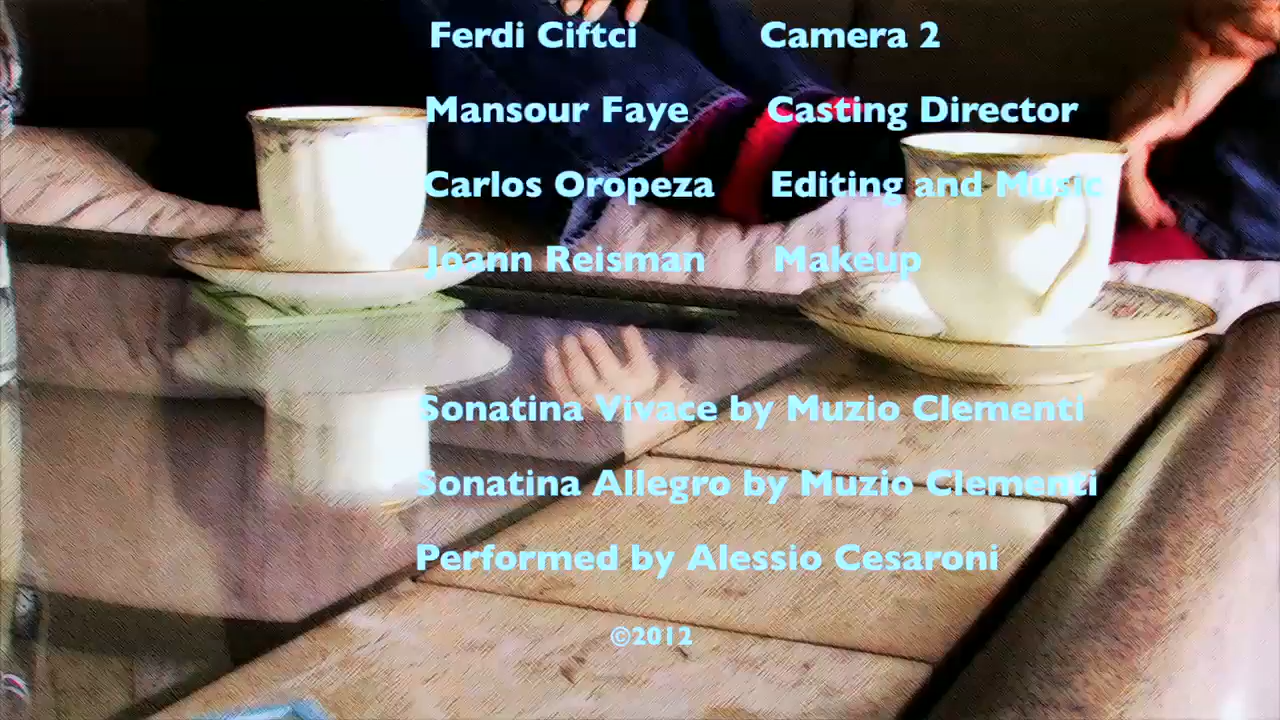 Ferdi Ciftci Camera 2
Mansour Faye Casting Director
Carlos Oropeza Editing and Music
Joann Reisman Makeup
Sonatina Vivace by Muzio Clementi
Sonatina Allegro by Muzio Clementi
Performed by Alessio Cesaroni
©2012